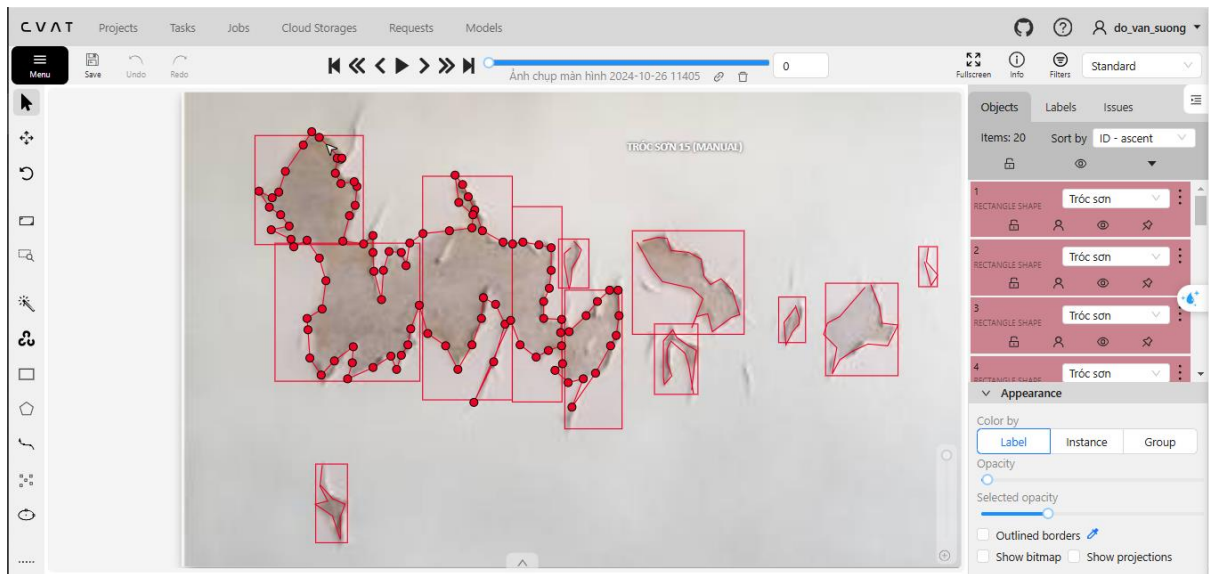 CVAT Projects Tasks Jobs Cloud Storages Requests Models do_van_suong
Menu Save Undo Redo Ảnh chụp màn hình 2024-10-26 11405 0 Fullscreen Info Filters Standard
Objects Labels Issues
Items: 20 Sort by ID - ascent
TRÓC SƠN 15 (MANUAL)
1 Tróc sơn
RECTANGLE SHAPE
2 Tróc sơn
RECTANGLE SHAPE
3 Tróc sơn
RECTANGLE SHAPE
4 Tróc sơn
RECTANGLE SHAPE
Appearance
Color by
Label Instance Group
Opacity
Selected opacity
Outlined borders
Show bitmap Show projections